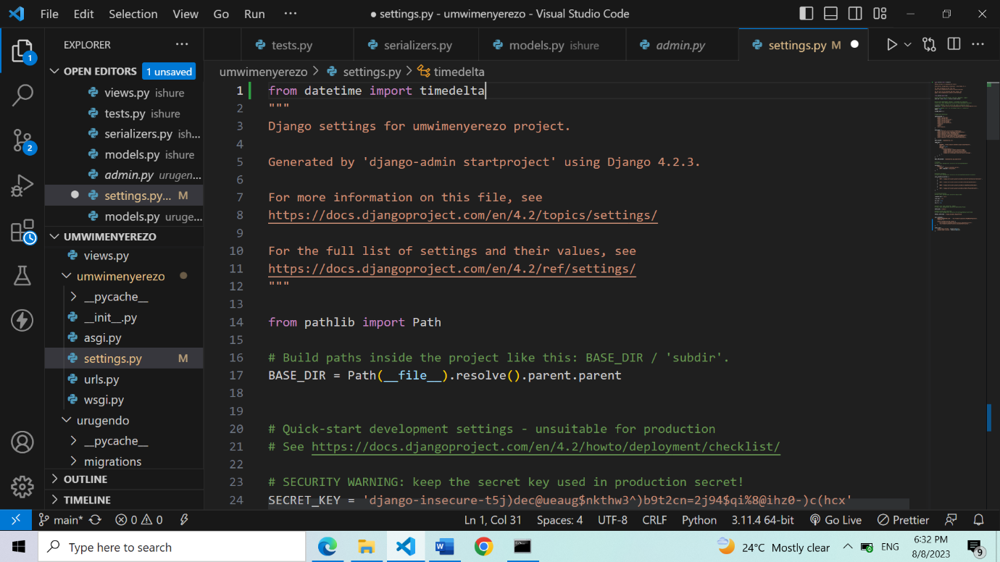 File Edit Selection View Go Run ··· ● settings.py - umwimenyerezo - Visual Studio Code
EXPLORER ···
OPEN EDITORS 1 unsaved
views.py ishure
tests.py ishure
serializers.py ish...
models.py ishure
admin.py urugen...
settings.py... M
models.py uruge...
UMWIMENYEREZO
views.py
umwimenyerezo
__pycache__
__init__.py
asgi.py
settings.py M
urls.py
wsgi.py
urugendo
__pycache__
migrations
OUTLINE
TIMELINE
1
2
tests.py serializers.py models.py ishure admin.py settings.py M ●
umwimenyerezo > settings.py > timedelta
1 from datetime import timedelta
2 """
3 Django settings for umwimenyerezo project.
4
5 Generated by 'django-admin startproject' using Django 4.2.3.
6
7 For more information on this file, see
8 https://docs.djangoproject.com/en/4.2/topics/settings/
9
10 For the full list of settings and their values, see
11 https://docs.djangoproject.com/en/4.2/ref/settings/
12 """
13
14 from pathlib import Path
15
16 # Build paths inside the project like this: BASE_DIR / 'subdir'.
17 BASE_DIR = Path(__file__).resolve().parent.parent
18
19
20 # Quick-start development settings - unsuitable for production
21 # See https://docs.djangoproject.com/en/4.2/howto/deployment/checklist/
22
23 # SECURITY WARNING: keep the secret key used in production secret!
24 SECRET_KEY = 'django-insecure-t5j)dec@ueaug$nkthw3^)b9t2cn=2j94$qi%8@ihz0-)c(hcx'
main* 0 0 Ln 1, Col 31 Spaces: 4 UTF-8 CRLF Python 3.11.4 64-bit Go Live Prettier
Type here to search 24°C Mostly clear ENG 6:32 PM
8/8/2023 9